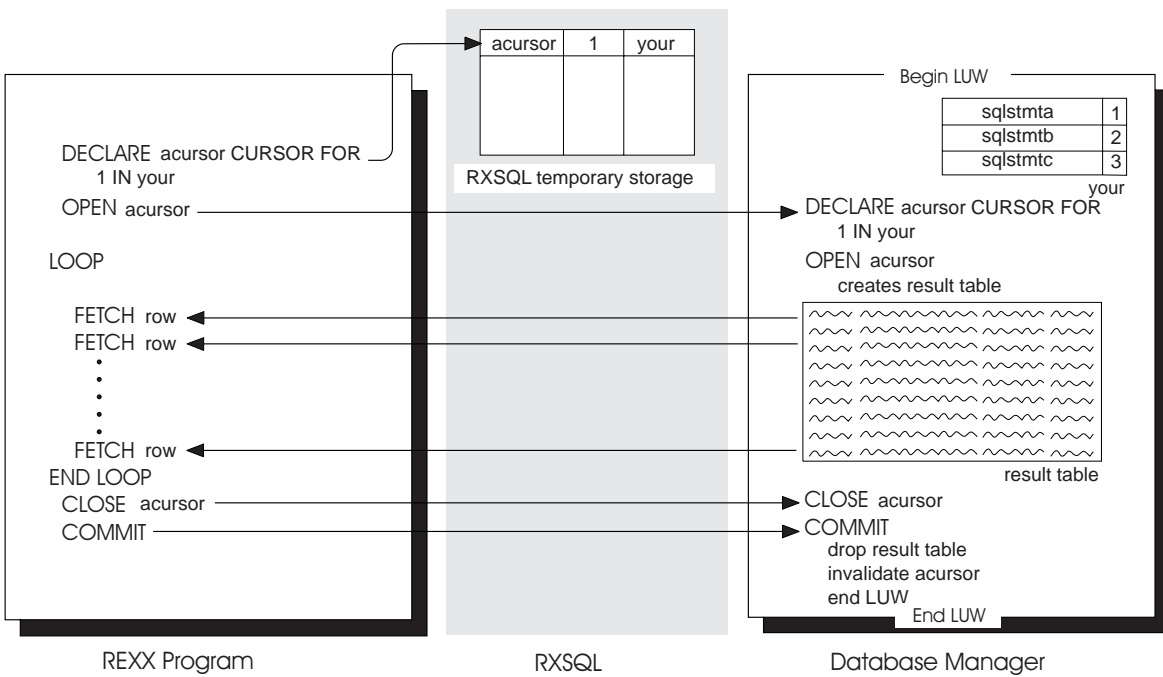 DECLARE acursor CURSOR FOR
1 IN your
OPEN acursor
LOOP
FETCH row
FETCH row
FETCH row
END LOOP
CLOSE acursor
COMMIT
REXX Program
acursor 1 your
RXSQL temporary storage
RXSQL
Begin LUW
sqlstmta 1
sqlstmtb 2
sqlstmtc 3
your
DECLARE acursor CURSOR FOR
1 IN your
OPEN acursor
creates result table
result table
CLOSE acursor
COMMIT
drop result table
invalidate acursor
end LUW
End LUW
Database Manager